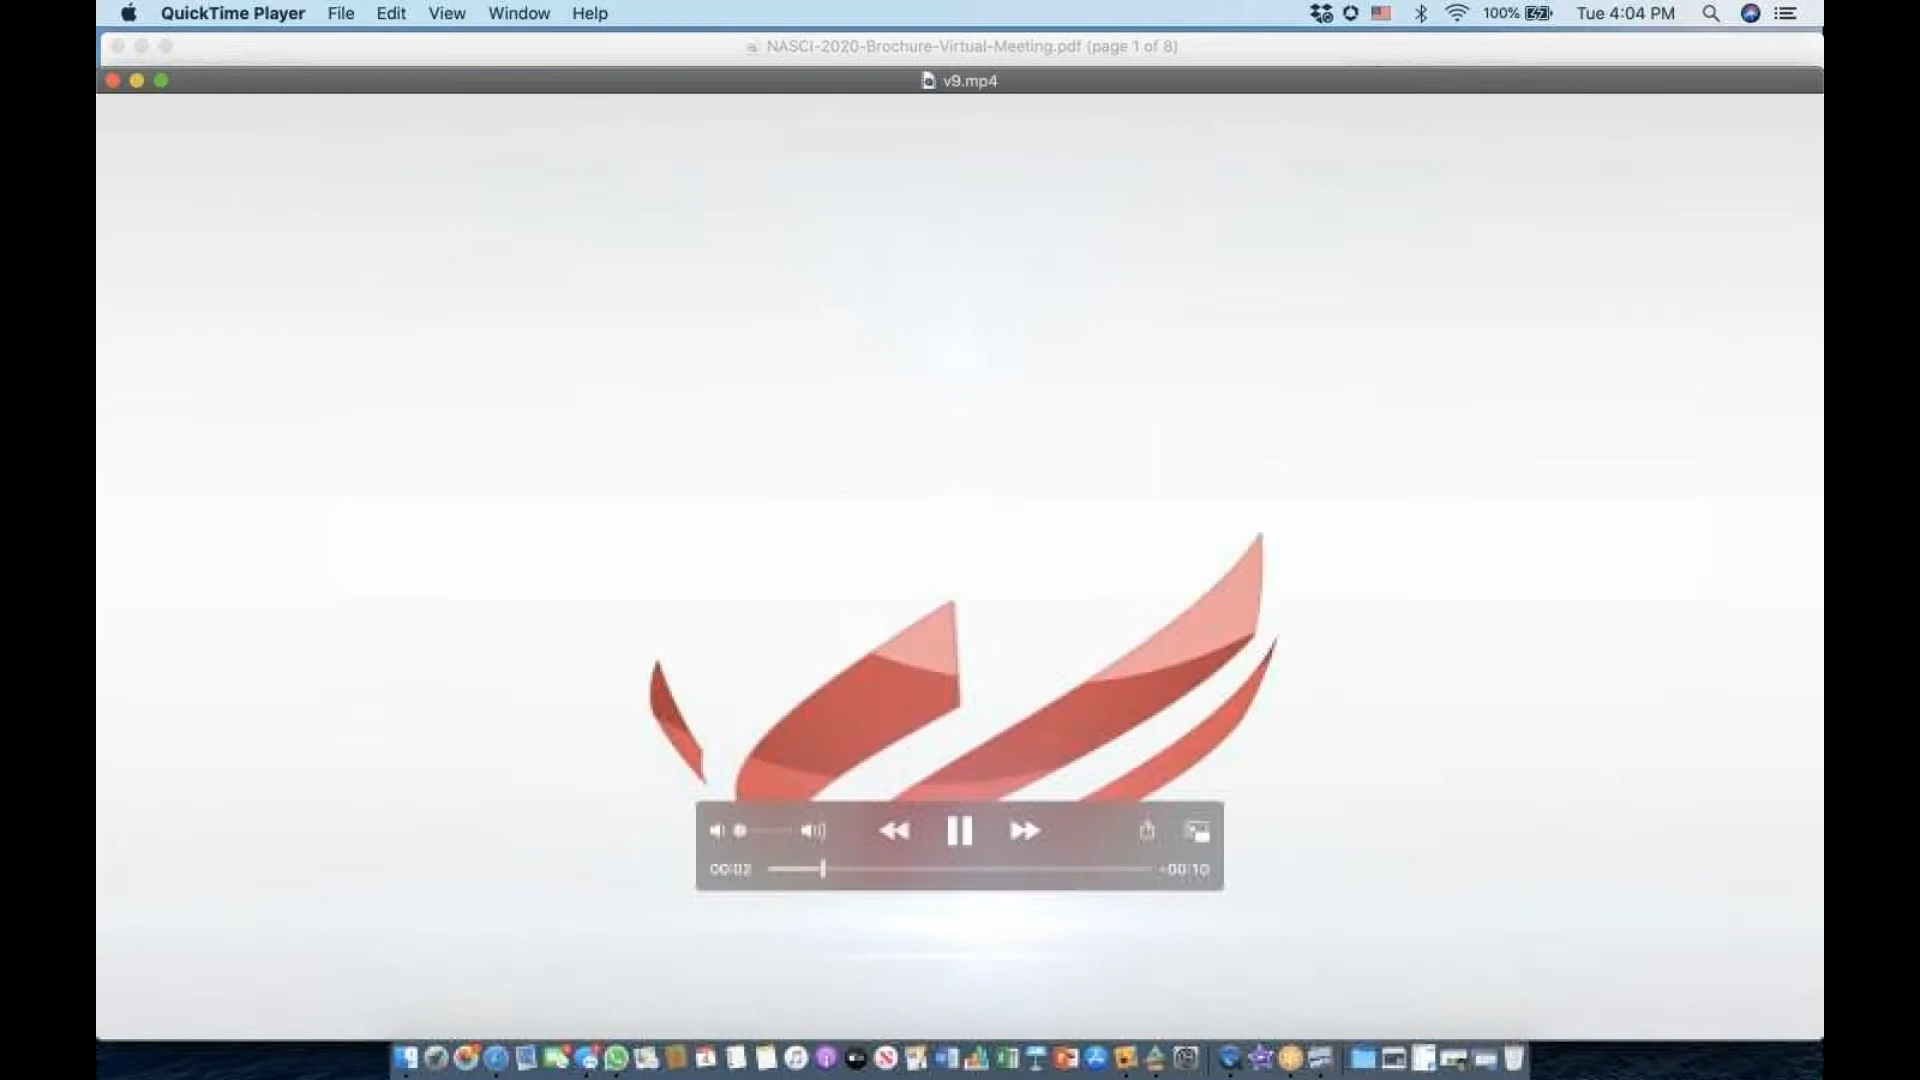 QuickTime Player File Edit View Window Help 100% Tue 4:04 PM
NASCI-2020-Brochure-Virtual-Meeting.pdf (page 1 of 8)
v9.mp4
00:02 -00:10